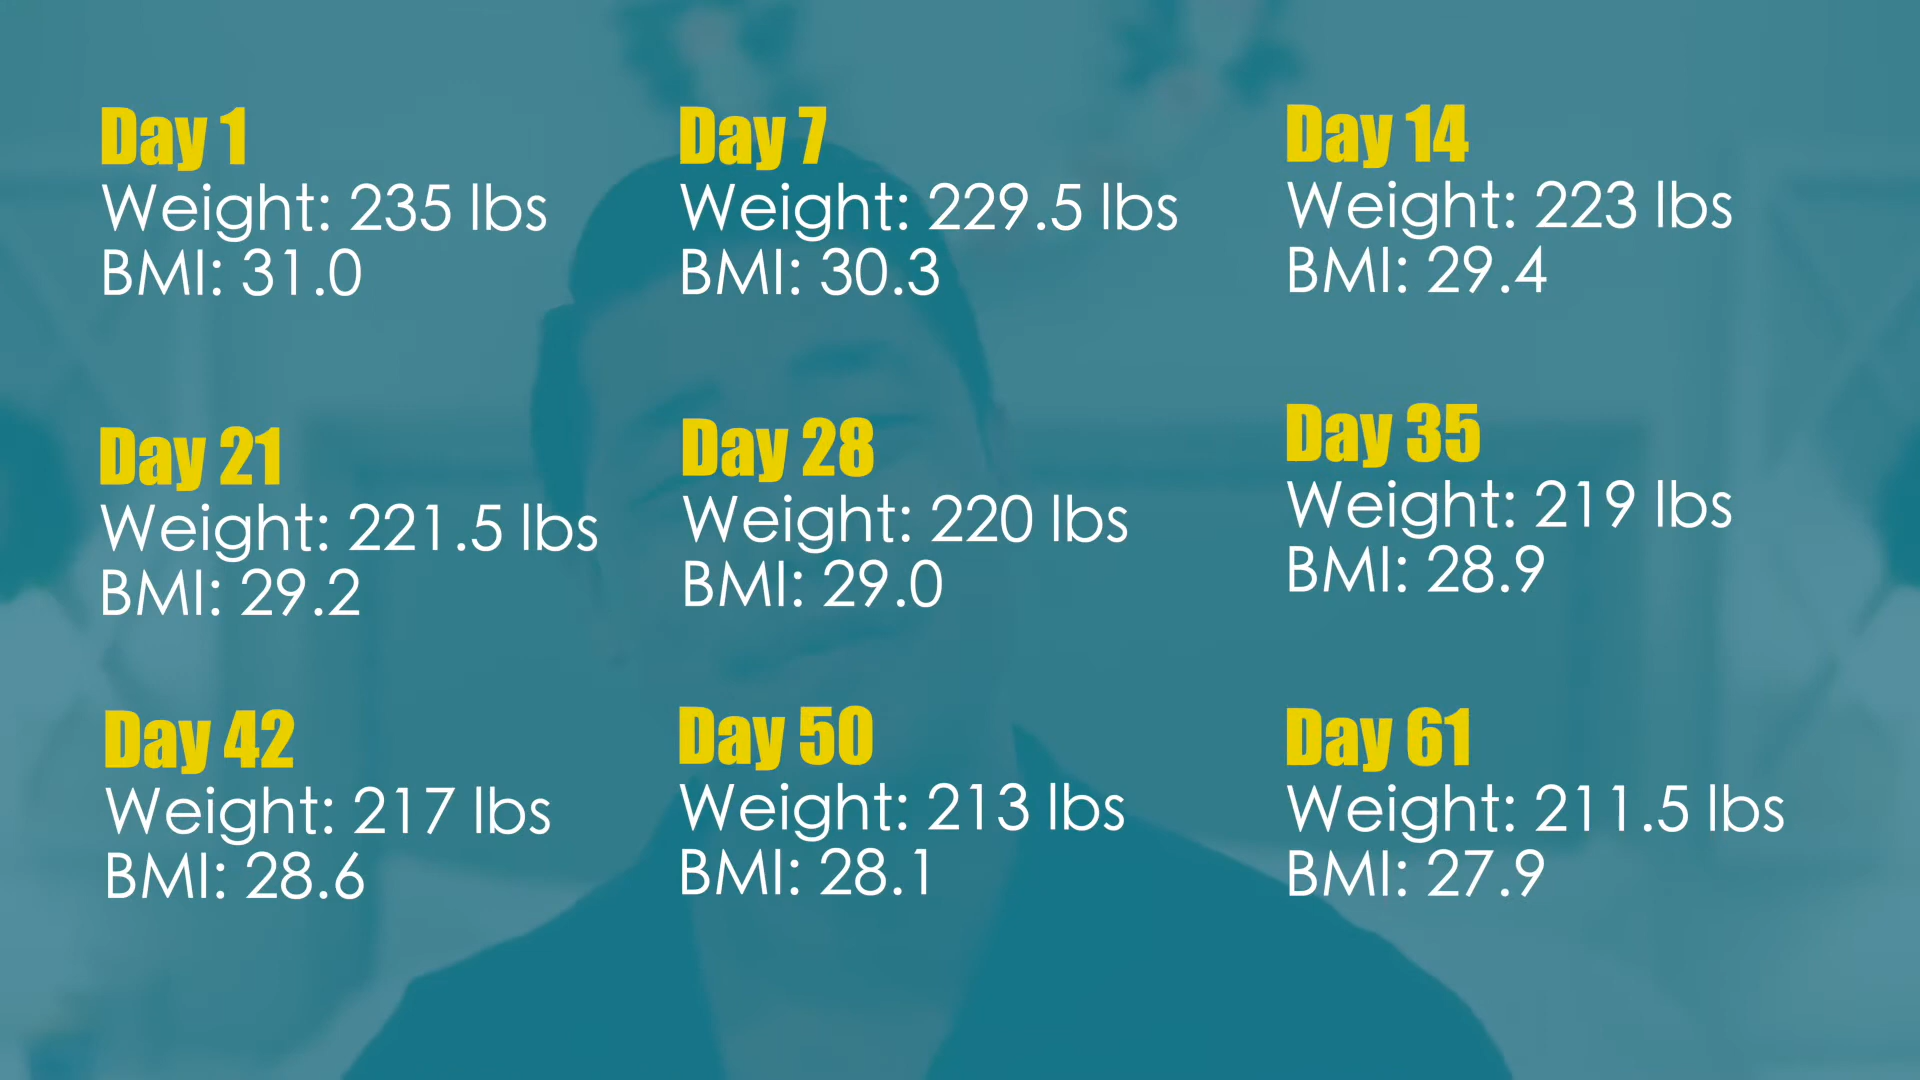 Day 1
Weight: 235 lbs
BMI: 31.0
Day 7
Weight: 229.5 lbs
BMI: 30.3
Day 14
Weight: 223 lbs
BMI: 29.4
Day 21
Weight: 221.5 lbs
BMI: 29.2
Day 28
Weight: 220 lbs
BMI: 29.0
Day 35
Weight: 219 lbs
BMI: 28.9
Day 42
Weight: 217 lbs
BMI: 28.6
Day 50
Weight: 213 lbs
BMI: 28.1
Day 61
Weight: 211.5 lbs
BMI: 27.9